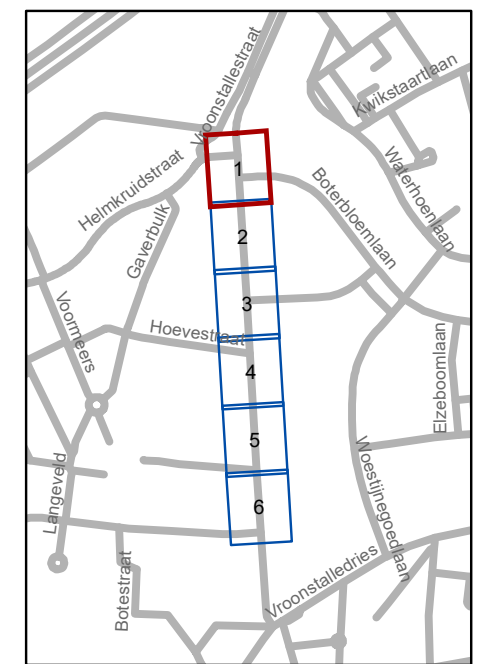 Vroonstallestraat
Kwikstaartlaan
Helmkruidstraat
Waterhoenlaan
Boterbloemlaan
Gaverbulk
1
2
3
Voormeers
Hoevestraat
4
Elzeboomlaan
5
Woestijnegoedlaan
Langeveld
6
Botestraat
Vroonstalledries